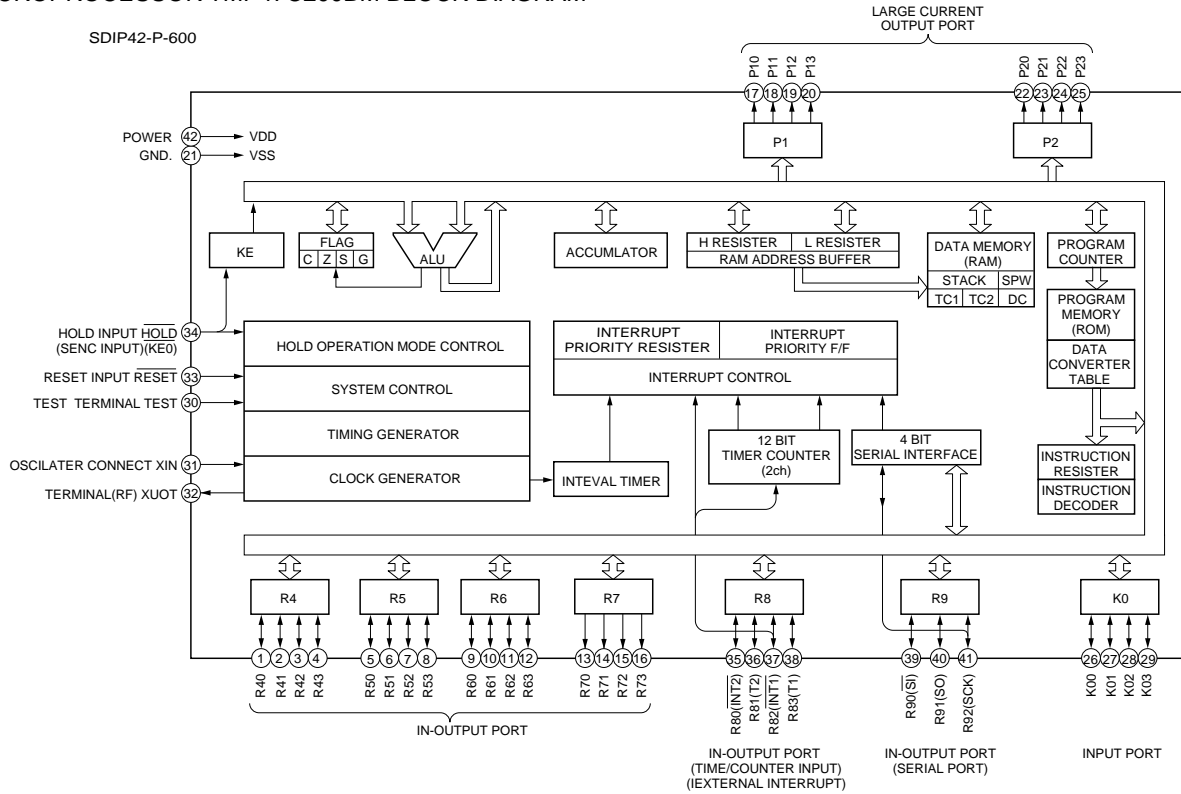 SDIP42-P-600
LARGE CURRENT
OUTPUT PORT
P10
P11
P12
P13
P20
P21
P22
P23
17
18
19
20
22
23
24
25
P1
P2
POWER 42 VDD
GND. 21 VSS
KE
FLAG
C Z S G
ALU
ACCUMLATOR
H REGISTER
L REGISTER
RAM ADDRESS BUFFER
DATA MEMORY
(RAM)
STACK SPW
TC1 TC2 DC
PROGRAM
COUNTER
PROGRAM
MEMORY
(ROM)
DATA
CONVERTER
TABLE
INSTRUCTION
REGISTER
INSTRUCTION
DECODER
HOLD INPUT HOLD 34
(SENC INPUT)(KE0)
RESET INPUT RESET 33
TEST TERMINAL TEST 30
OSCILATER CONNECT XIN 31
TERMINAL(RF) XUOT 32
HOLD OPERATION MODE CONTROL
SYSTEM CONTROL
TIMING GENERATOR
CLOCK GENERATOR
INTERRUPT
PRIORITY REGISTER
INTERRUPT
PRIORITY F/F
INTERRUPT CONTROL
INTEVAL TIMER
12 BIT
TIMER COUNTER
(2ch)
4 BIT
SERIAL INTERFACE
R4
R5
R6
R7
R8
R9
K0
1
2
3
4
5
6
7
8
9
10
11
12
13
14
15
16
35
36
37
38
39
40
41
26
27
28
29
R40
R41
R42
R43
R50
R51
R52
R53
R60
R61
R62
R63
R70
R71
R72
R73
R80(INT2)
R81(T2)
R82(INT1)
R83(T1)
R90(SI)
R91(SO)
R92(SCK)
K00
K01
K02
K03
IN-OUTPUT PORT
IN-OUTPUT PORT
(TIME/COUNTER INPUT)
(IEXTERNAL INTERRUPT)
IN-OUTPUT PORT
(SERIAL PORT)
INPUT PORT